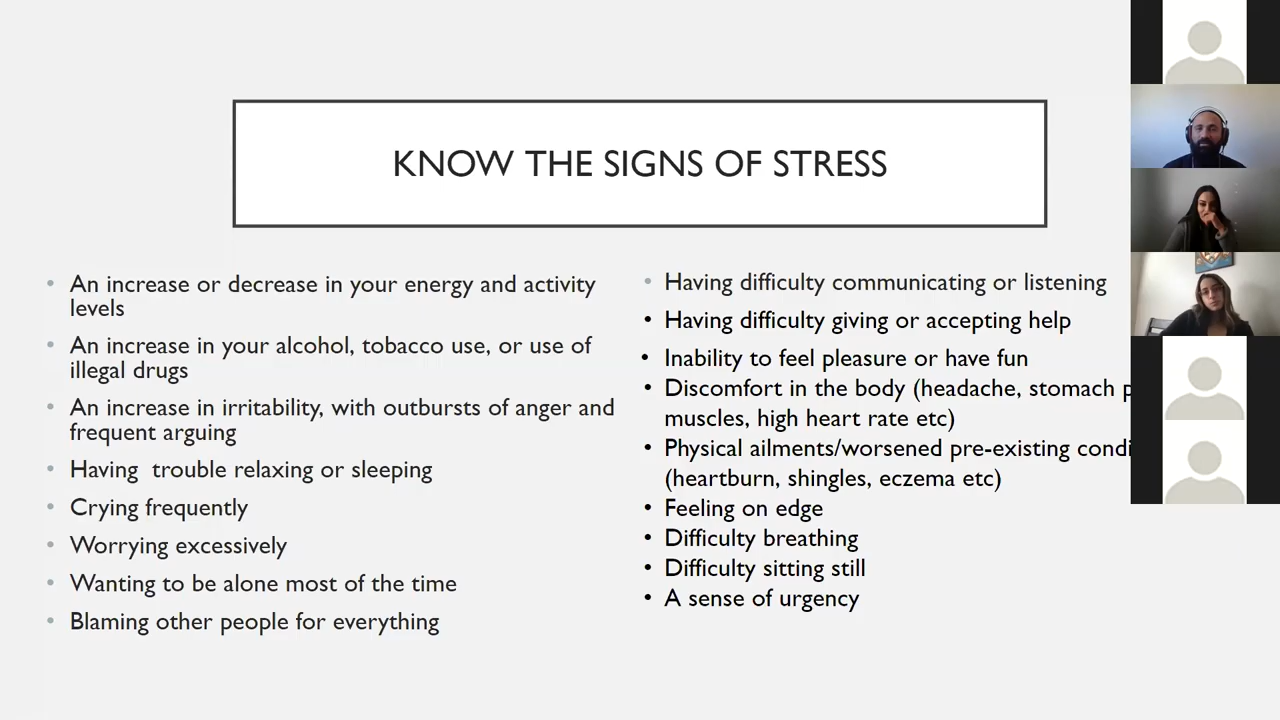 KNOW THE SIGNS OF STRESS
• An increase or decrease in your energy and activity
levels
• An increase in your alcohol, tobacco use, or use of
illegal drugs
• An increase in irritability, with outbursts of anger and
frequent arguing
• Having  trouble relaxing or sleeping
• Crying frequently
• Worrying excessively
• Wanting to be alone most of the time
• Blaming other people for everything
• Having difficulty communicating or listening
• Having difficulty giving or accepting help
• Inability to feel pleasure or have fun
• Discomfort in the body (headache, stomach
muscles, high heart rate etc)
• Physical ailments/worsened pre-existing
(heartburn, shingles, eczema etc)
• Feeling on edge
• Difficulty breathing
• Difficulty sitting still
• A sense of urgency